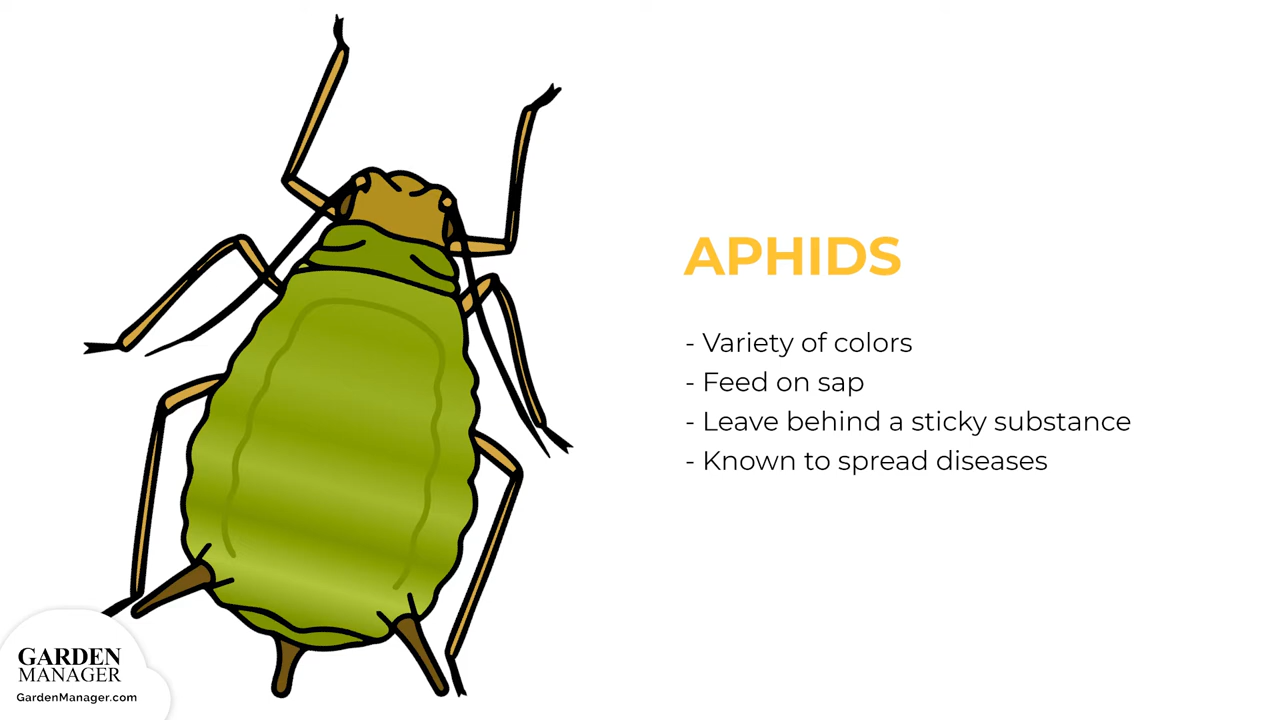 APHIDS
- Variety of colors
- Feed on sap
- Leave behind a sticky substance
- Known to spread diseases
GARDEN
MANAGER
GardenManager.com